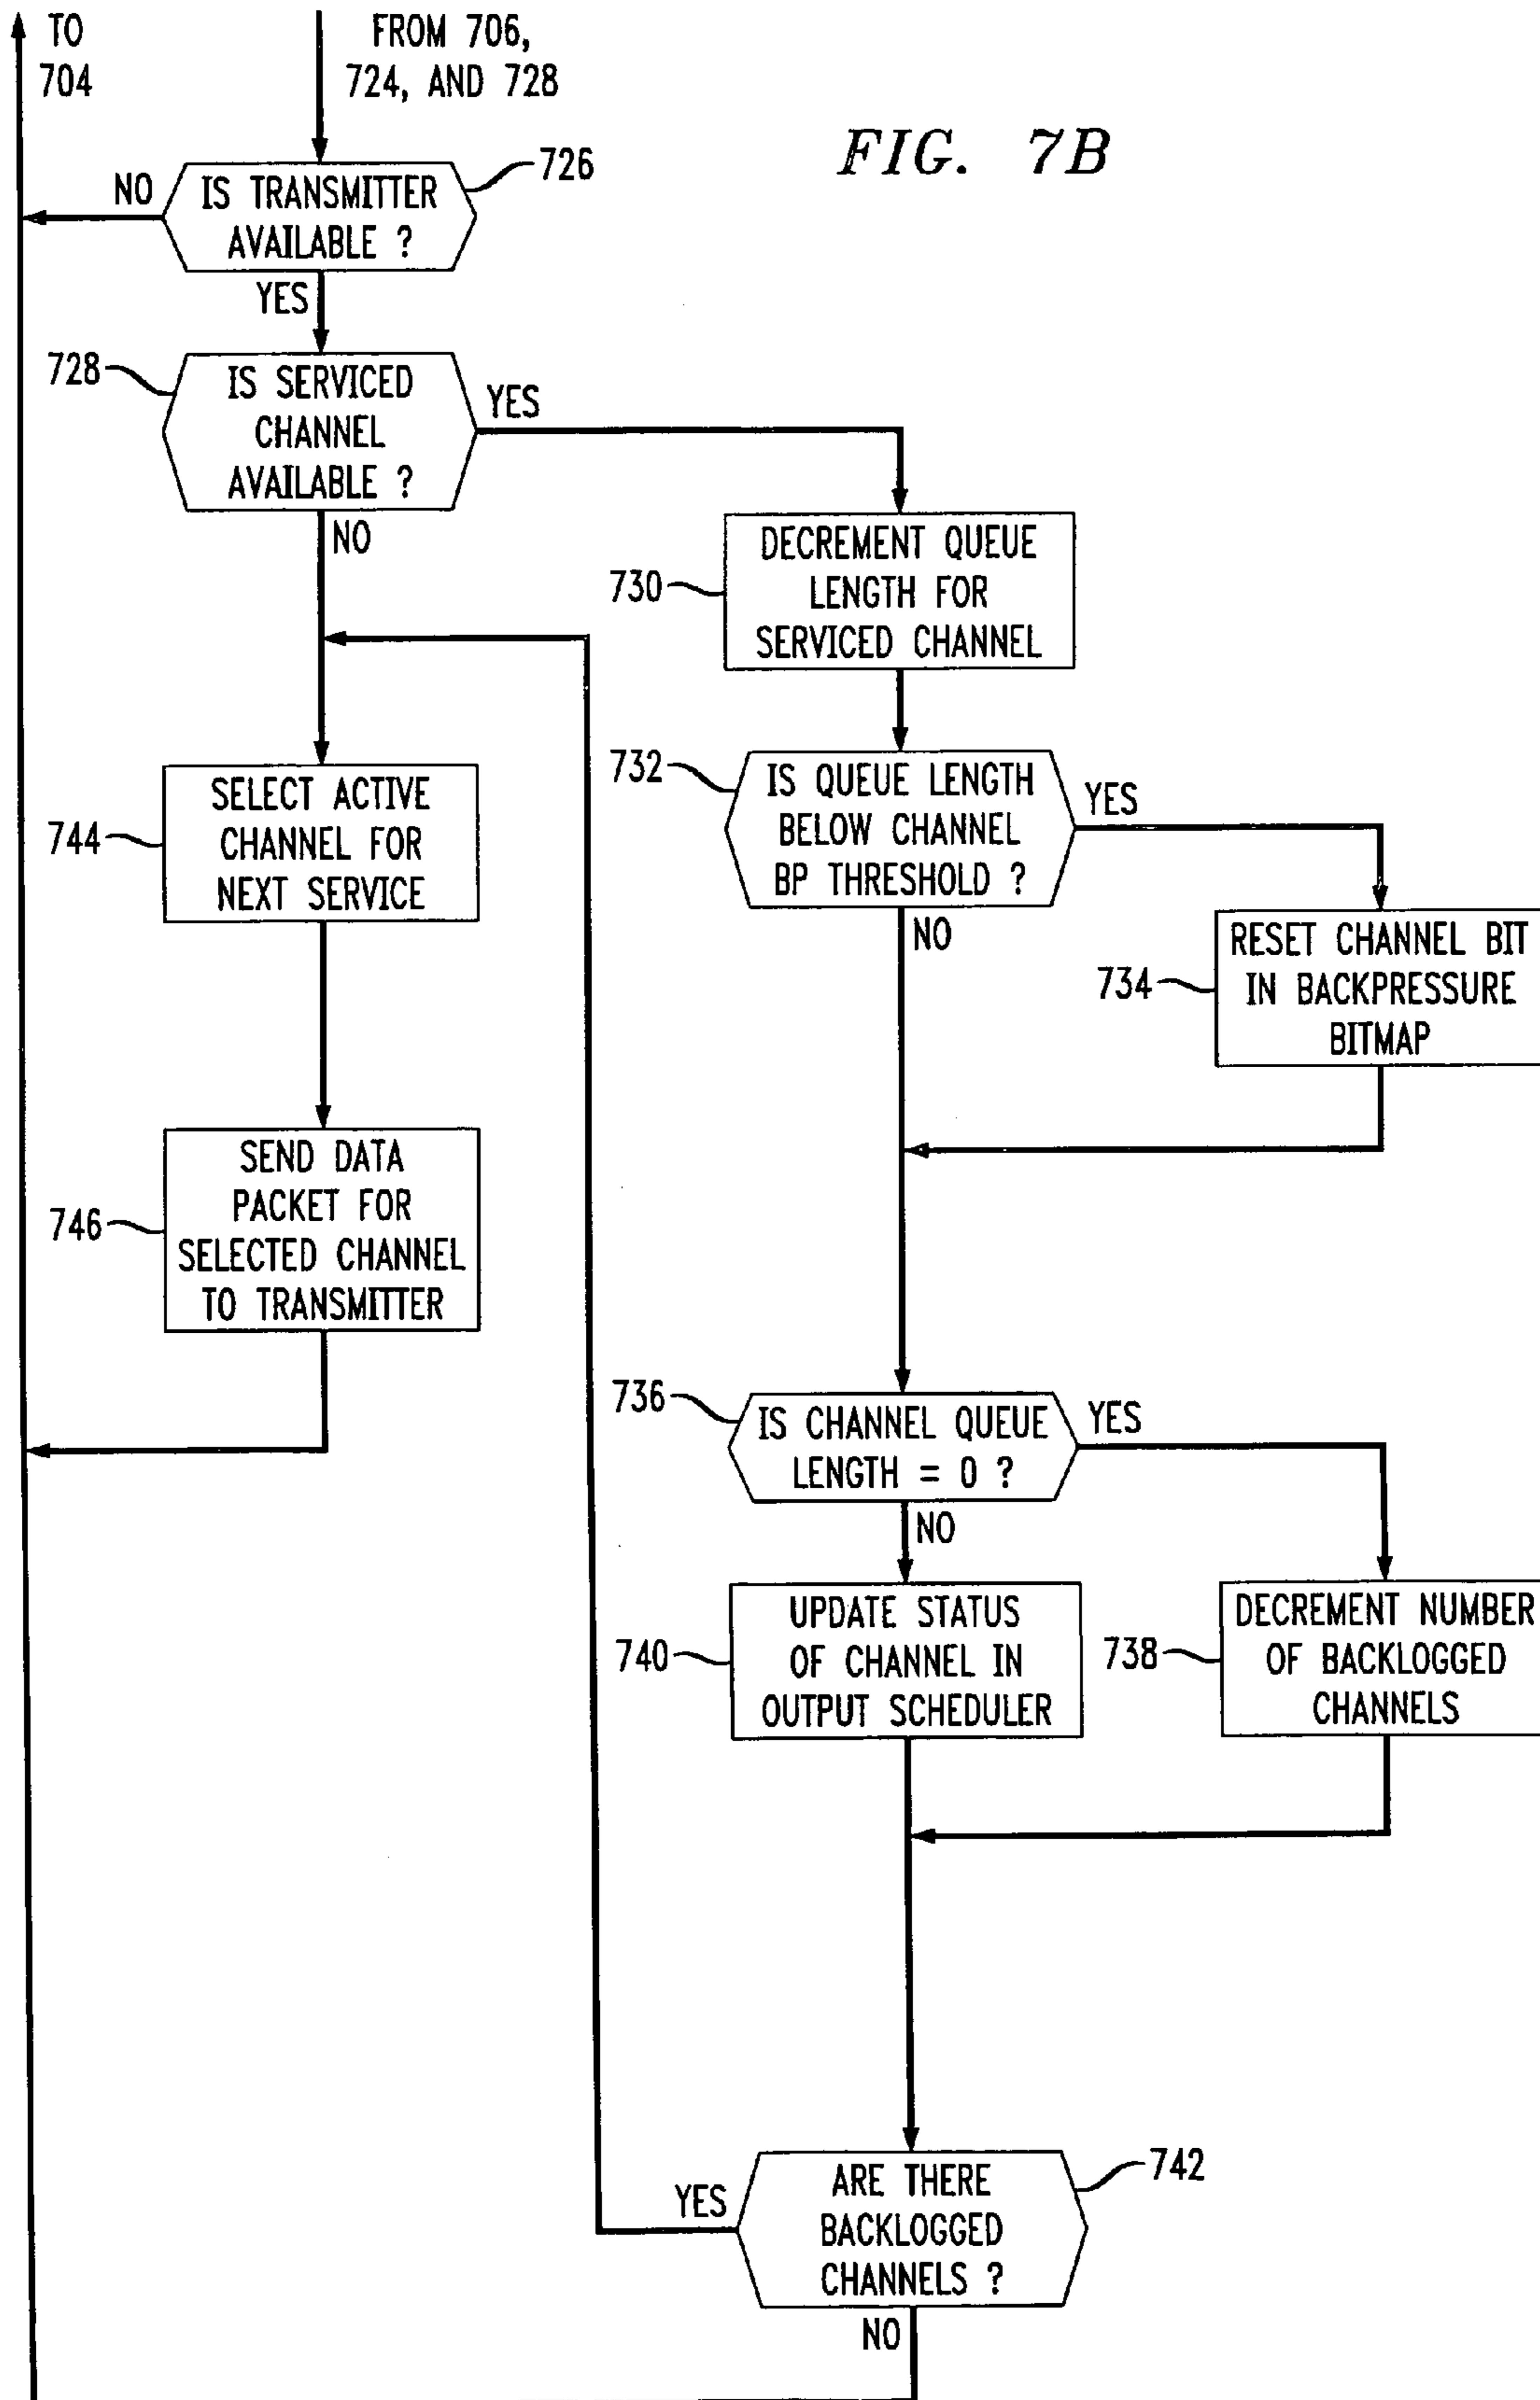 TO
704
FROM 706,
724, AND 728
FIG. 7B
726
NO
IS TRANSMITTER
AVAILABLE ?
YES
728
IS SERVICED
CHANNEL
AVAILABLE ?
YES
NO
730
DECREMENT QUEUE
LENGTH FOR
SERVICED CHANNEL
732
IS QUEUE LENGTH
BELOW CHANNEL
BP THRESHOLD ?
YES
NO
744
SELECT ACTIVE
CHANNEL FOR
NEXT SERVICE
734
RESET CHANNEL BIT
IN BACKPRESSURE
BITMAP
746
SEND DATA
PACKET FOR
SELECTED CHANNEL
TO TRANSMITTER
736
IS CHANNEL QUEUE
LENGTH = 0 ?
YES
NO
740
UPDATE STATUS
OF CHANNEL IN
OUTPUT SCHEDULER
738
DECREMENT NUMBER
OF BACKLOGGED
CHANNELS
742
YES
ARE THERE
BACKLOGGED
CHANNELS ?
NO